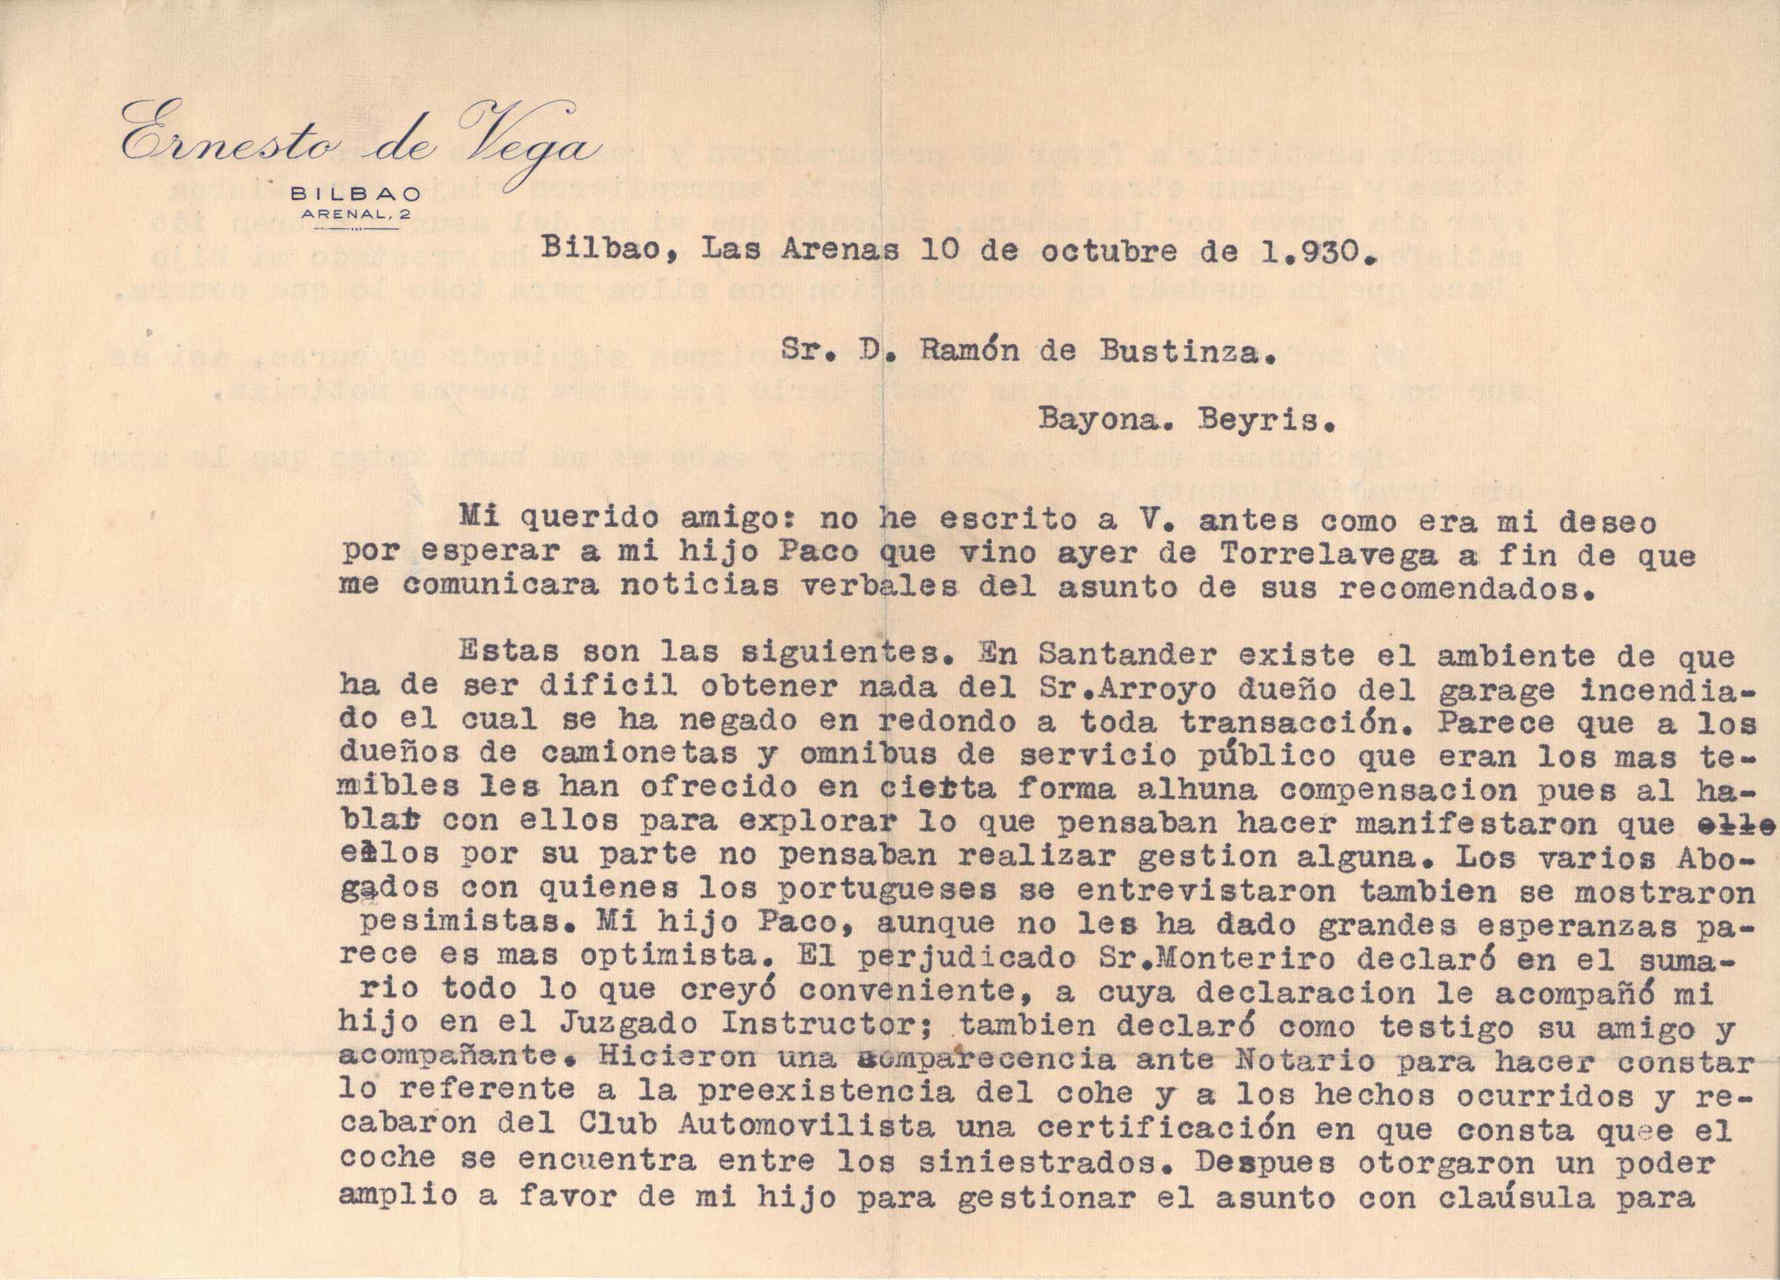 Ernesto de Vega
BILBAO
ARENAL, 2
Bilbao, Las Arenas 10 de octubre de 1.930.
Sr. D. Ramón de Bustinza.
Bayona. Beyris.
Mi querido amigo: no he escrito a V. antes como era mi deseo
por esperar a mi hijo Paco que vino ayer de Torrelavega a fin de que
me comunicara noticias verbales del asunto de sus recomendados.
Estas son las siguientes. En Santander existe el ambiente de que
ha de ser dificil obtener nada del Sr.Arroyo dueño del garage incendia-
do el cual se ha negado en redondo a toda transacción. Parece que a los
dueños de camionetas y omnibus de servicio público que eran los mas te-
mibles les han ofrecido en cietta forma alhuna compensacion pues al ha-
blar con ellos para explorar lo que pensaban hacer manifestaron que elle
ellos por su parte no pensaban realizar gestion alguna. Los varios Abo-
gados con quienes los portugueses se entrevistaron tambien se mostraron
pesimistas. Mi hijo Paco, aunque no les ha dado grandes esperanzas pa-
rece es mas optimista. El perjudicado Sr.Monteriro declaró en el suma-
rio todo lo que creyó conveniente, a cuya declaracion le acompañó mi
hijo en el Juzgado Instructor; tambien declaró como testigo su amigo y
acompañante. Hicieron una comparecencia ante Notario para hacer constar
lo referente a la preexistencia del cohe y a los hechos ocurridos y re-
cabaron del Club Automovilista una certificación en que consta quee el
coche se encuentra entre los siniestrados. Despues otorgaron un poder
amplio a favor de mi hijo para gestionar el asunto con claúsula para